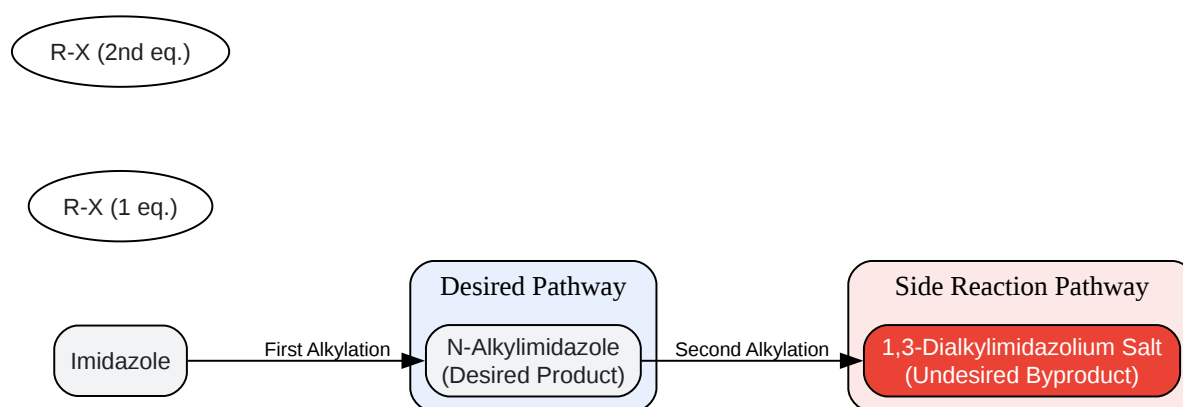 R-X (2nd eq.)
R-X (1 eq.)
Desired Pathway
Side Reaction Pathway
Imidazole
First Alkylation
N-Alkylimidazole
(Desired Product)
Second Alkylation
1,3-Dialkylimidazolium Salt
(Undesired Byproduct)